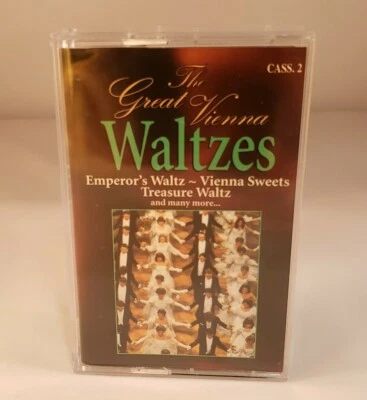 CASS. 2
The
Great Vienna
Waltzes
Emperor's Waltz ~ Vienna Sweets
Treasure Waltz
and many more...